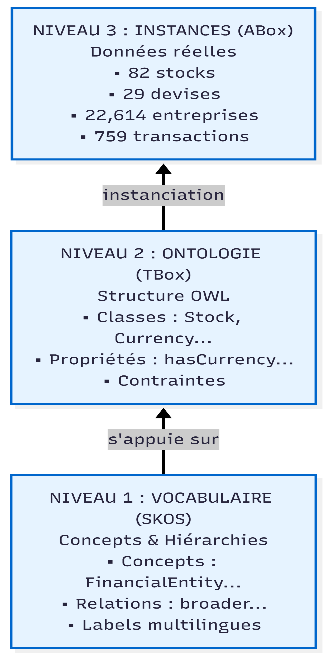 NIVEAU 3 : INSTANCES (ABox)
Données réelles
▪ 82 stocks
▪ 29 devises
▪ 22,614 entreprises
▪ 759 transactions
instanciation
NIVEAU 2 : ONTOLOGIE
(TBox)
Structure OWL
▪ Classes : Stock,
Currency...
▪ Propriétés : hasCurrency...
▪ Contraintes
s'appuie sur
NIVEAU 1 : VOCABULAIRE
(SKOS)
Concepts & Hiérarchies
▪ Concepts :
FinancialEntity...
▪ Relations : broader...
▪ Labels multilingues